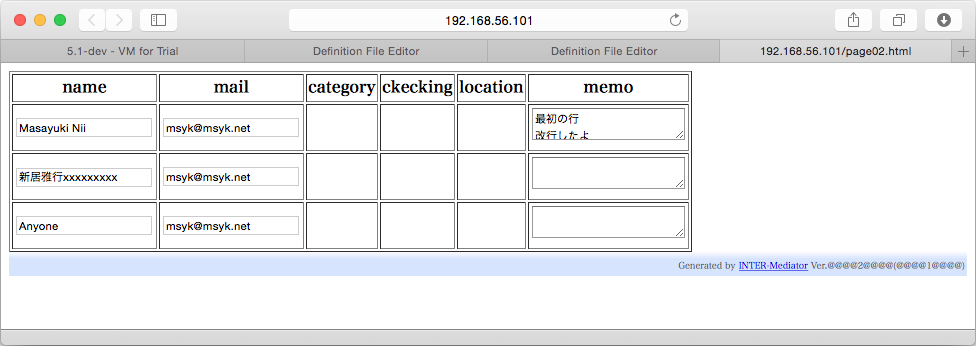 192.168.56.101
5.1-dev - VM for Trial
Definition File Editor
Definition File Editor
192.168.56.101/page02.html
name mail category ckecking location memo
Masayuki Nii msyk@msyk.net 最初の行
改行したよ
新居雅行xxxxxxxxx msyk@msyk.net
Anyone msyk@msyk.net
Generated by INTER-Mediator Ver.@@@@2@@@@(@@@@1@@@@)